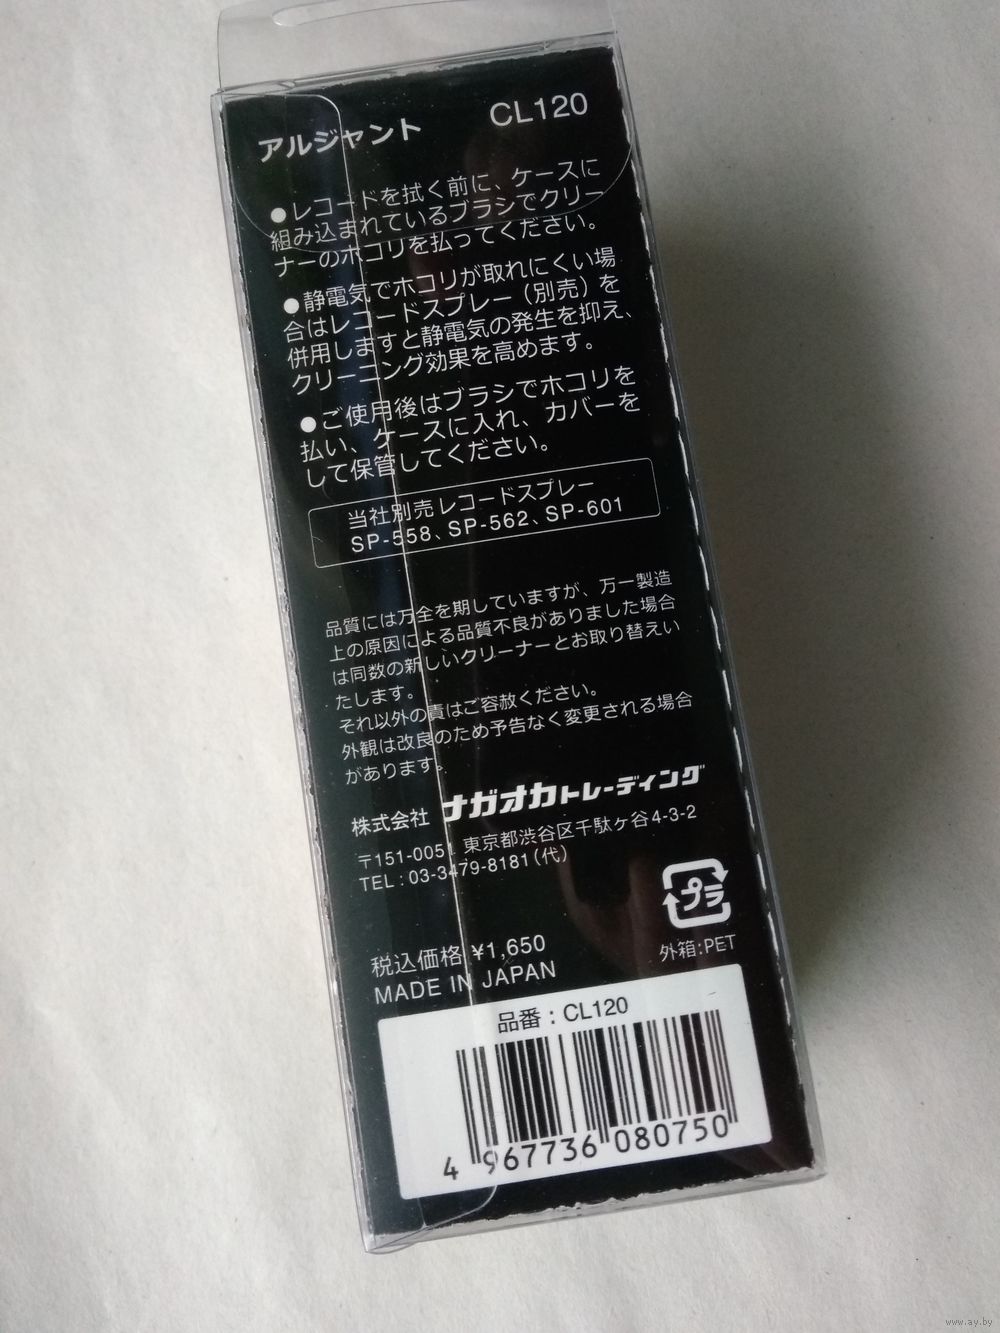 アルジャント CL120
●レコードを拭く前に、ケースに
組み込まれているブラシでクリー
ナーのホコリを払ってください。
●静電気でホコリが取れにくい場
合はレコードスプレー（別売）を
併用しますと静電気の発生を抑え、
クリーニング効果を高めます。
●ご使用後はブラシでホコリを
払い、ケースに入れ、カバーを
して保管してください。
当社別売レコードスプレー
SP-558、SP-562、SP-601
品質には万全を期していますが、万一製造
上の原因による品質不良がありました場合
は同数の新しいクリーナーとお取り替えい
たします。
それ以外の責はご容赦ください。
外観は改良のため予告なく変更される場合
があります。
株式会社 ナガオカトレーディング
〒151-0051 東京都渋谷区千駄ヶ谷4-3-2
TEL：03-3479-8181（代）
プラ
外箱：PET
税込価格 ¥1,650
MADE IN JAPAN
品番：CL120
4 967736 080750
www.ay.by